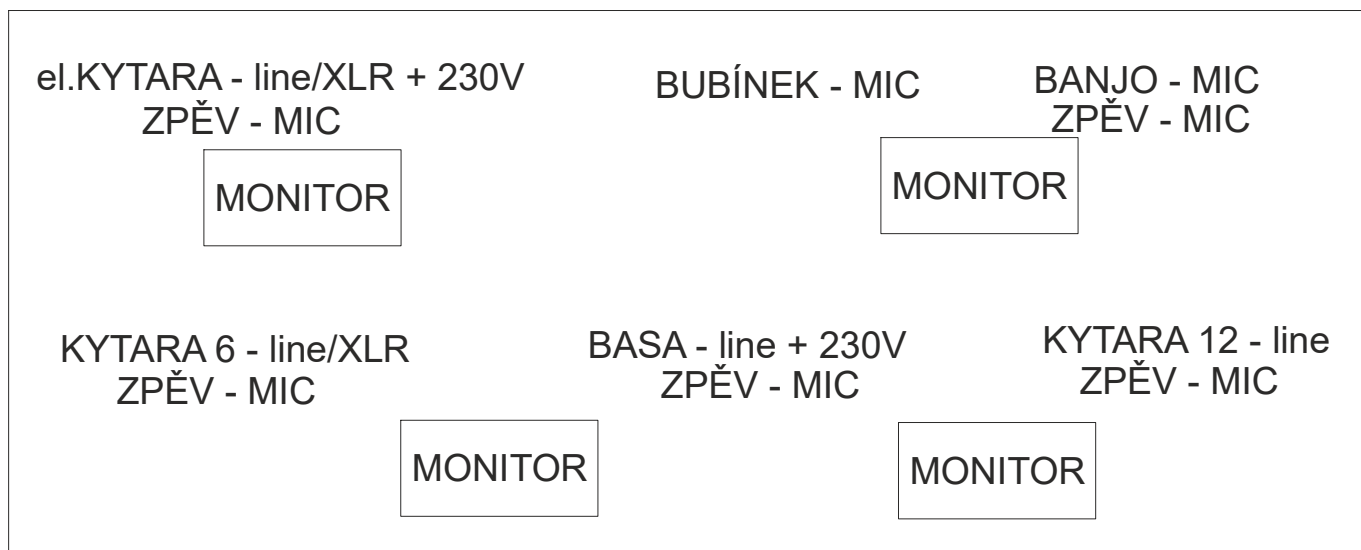 el.KYTARA - line/XLR + 230V
ZPĚV - MIC
MONITOR
BUBÍNEK - MIC
BANJO - MIC
ZPĚV - MIC
MONITOR
KYTARA 6 - line/XLR
ZPĚV - MIC
MONITOR
BASA - line + 230V
ZPĚV - MIC
KYTARA 12 - line
ZPĚV - MIC
MONITOR